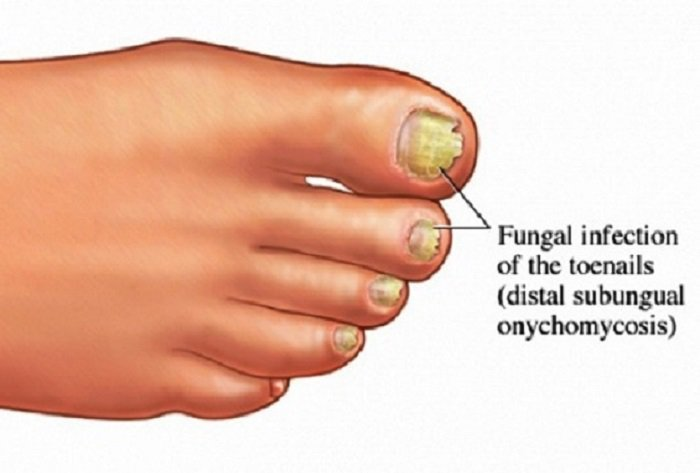 Fungal infection
of the toenails
(distal subungual
onychomycosis)